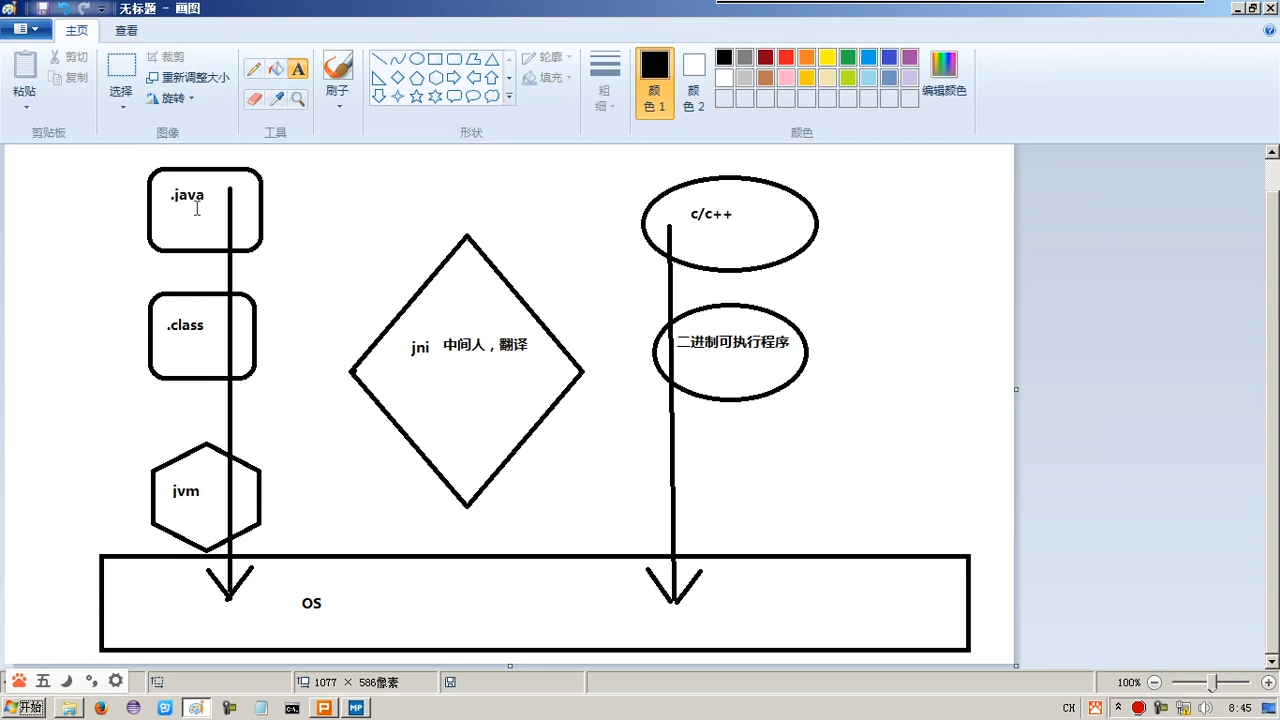 无标题 - 画图
主页
查看
粘贴
剪切
复制
剪贴板
选择
裁剪
重新调整大小
旋转
图像
A
工具
刷子
轮廓
填充
形状
粗
细
颜
色 1
颜
色 2
编辑颜色
颜色
.java
c/c++
.class
jni 中间人，翻译
二进制可执行程序
jvm
OS
五
1077 × 586像素
100%
开始
P
MP
CH
8:45